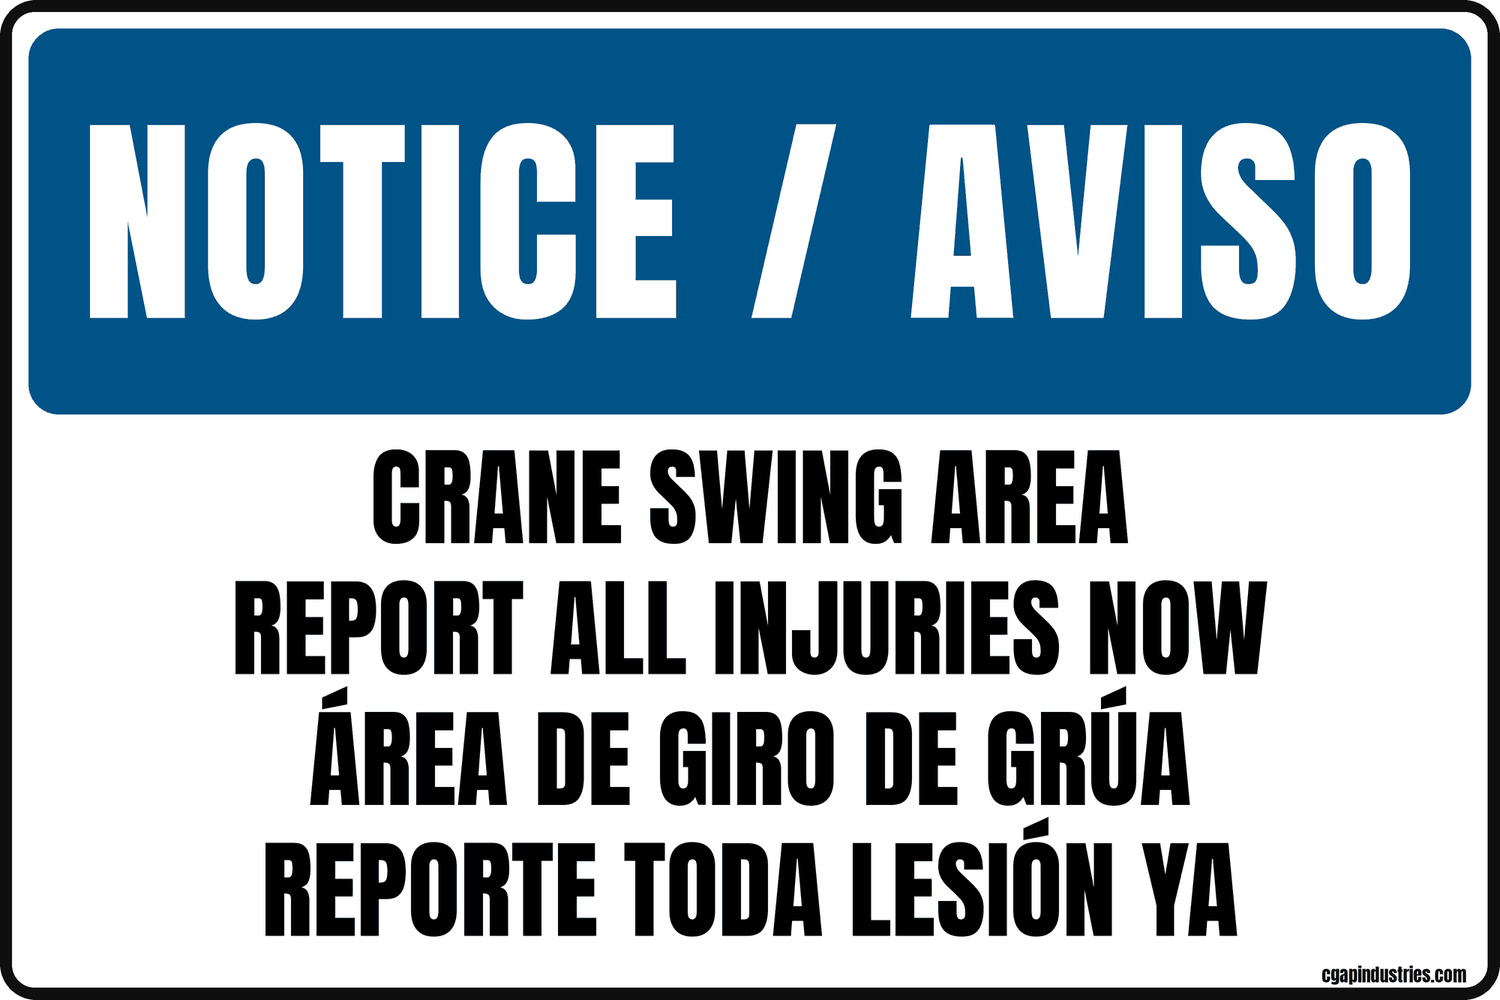 NOTICE / AVISO
CRANE SWING AREA
REPORT ALL INJURIES NOW
ÁREA DE GIRO DE GRÚA
REPORTE TODA LESIÓN YA
cgapindustries.com